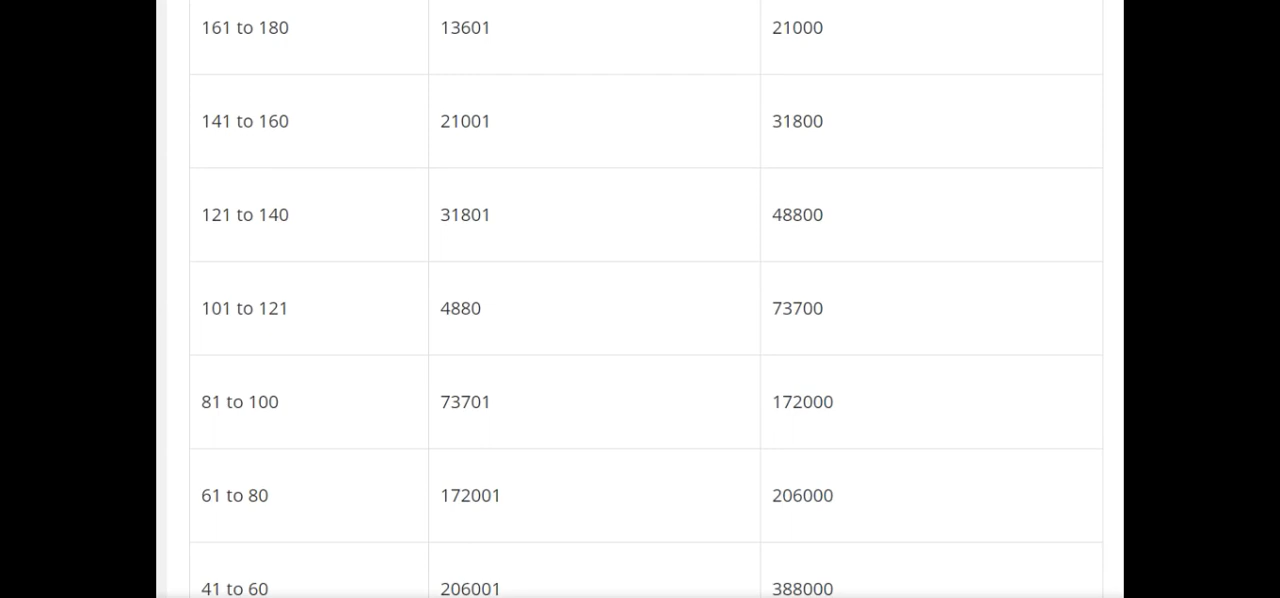 161 to 180 13601 21000
141 to 160 21001 31800
121 to 140 31801 48800
101 to 121 4880 73700
81 to 100 73701 172000
61 to 80 172001 206000
41 to 60 206001 388000